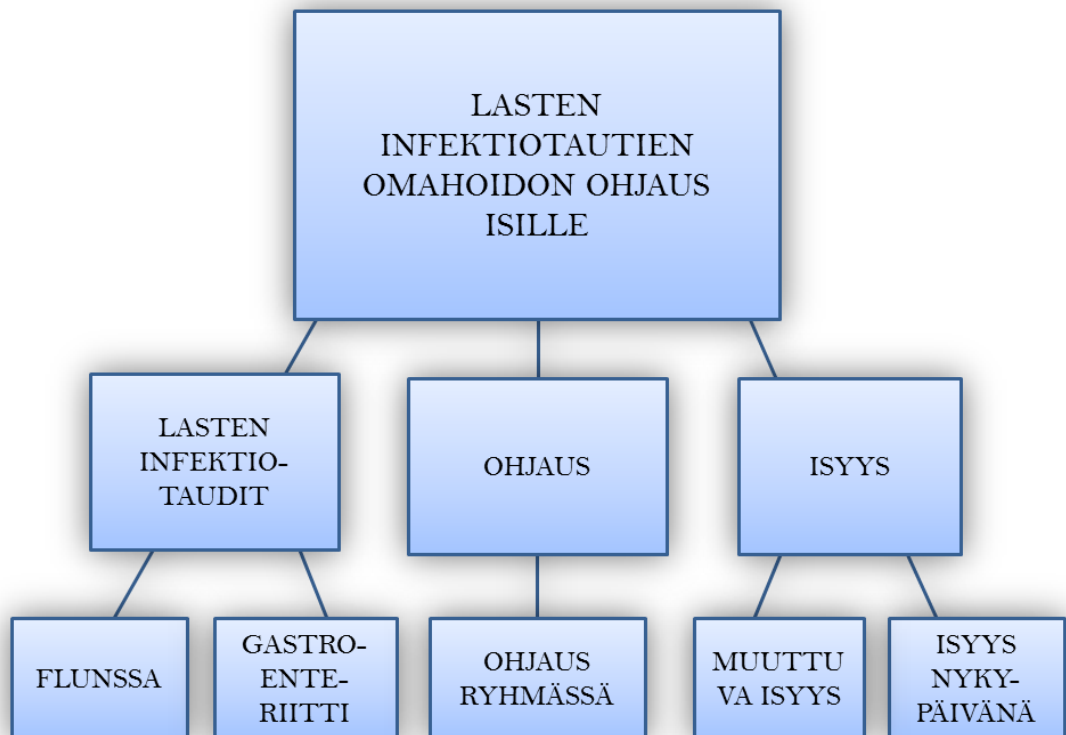 LASTEN
INFEKTIOTAUTIEN
OMAHOIDON OHJAUS
ISILLE
LASTEN
INFEKTIO-
TAUDIT
OHJAUS
ISYYS
FLUNSSA
GASTRO-
ENTE-
RIITTI
OHJAUS
RYHMÄSSÄ
MUUTTU
VA ISYYS
ISYYS
NYKY-
PÄIVÄNÄ